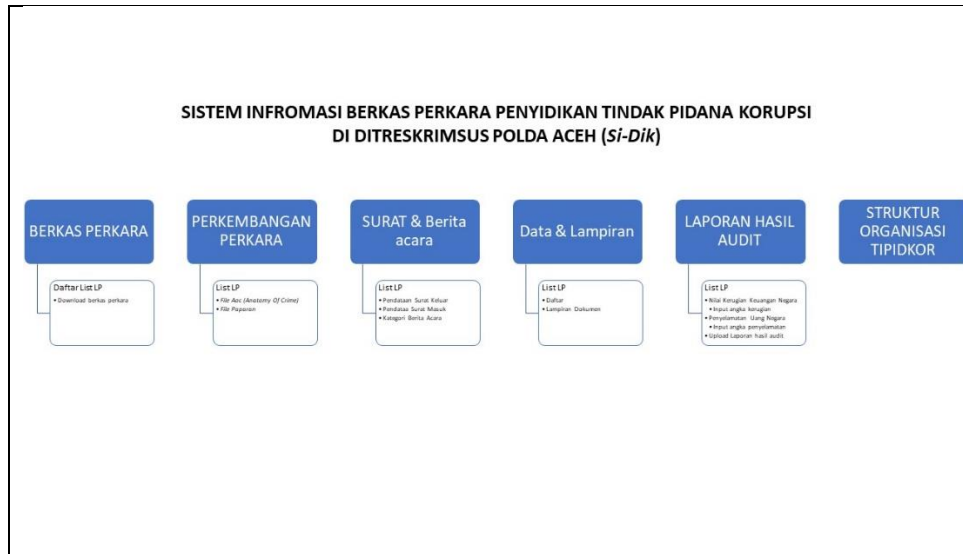 SISTEM INFROMASI BERKAS PERKARA PENYIDIKAN TINDAK PIDANA KORUPSI
DI DITRESKRIMSUS POLDA ACEH (Si-Dik)
BERKAS PERKARA
Daftar List LP
• Download berkas perkara
PERKEMBANGAN
PERKARA
List LP
• File Aoc (Anatomy Of Crime)
• File Paparan
SURAT & Berita
acara
List LP
• Pendataan Surat Keluar
• Pendataa Surat Masuk
• Kategori Berita Acara
Data & Lampiran
List LP
• Daftar
• Lampiran Dokumen
LAPORAN HASIL
AUDIT
List LP
• Nilai Kerugian Keuangan Negara
• Input angka kerugian
• Penyelamatan Uang Negara
• Input angka penyelamatan
• Upload Laporan hasil audit
STRUKTUR
ORGANISASI
TIPIDKOR